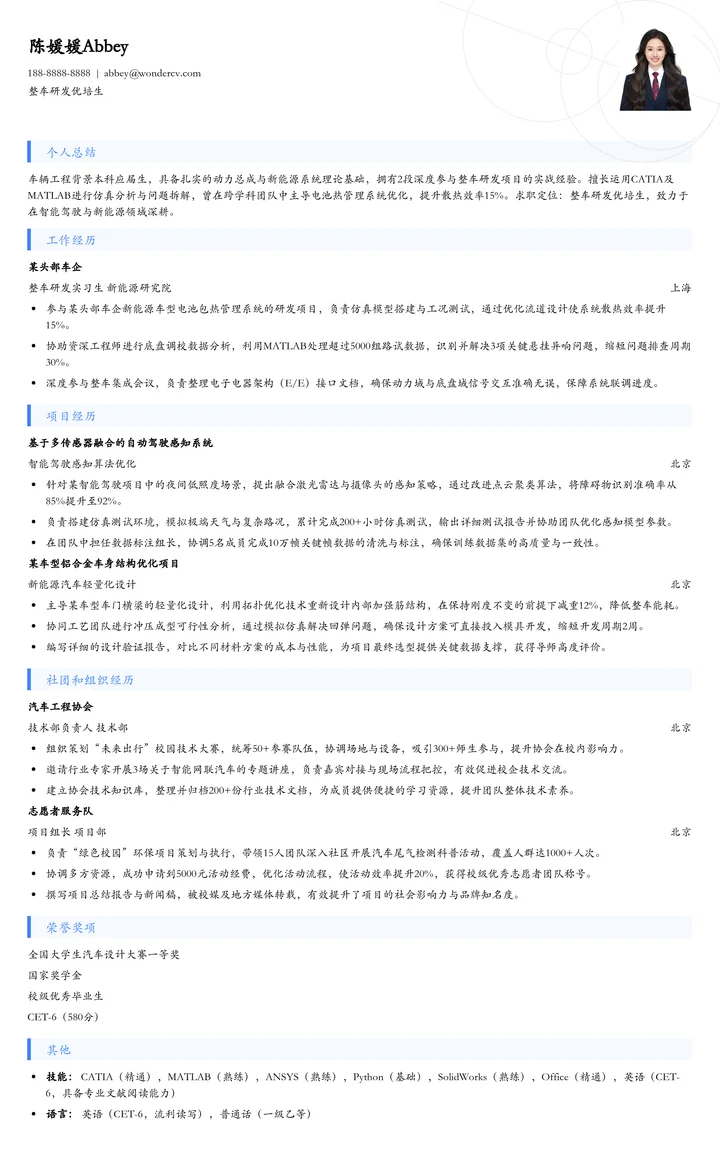 陈媛媛Abbey
188-8888-8888 | abbey@wondercv.com
整车研发优培生
个人总结
车辆工程背景本科应届生，具备扎实的动力总成与新能源系统理论基础，拥有2段深度参与整车研发项目的实战经验。擅长运用CATIA及
MATLAB进行仿真分析与问题拆解，曾在跨学科团队中主导电池热管理系统优化，提升散热效率15%。求职定位：整车研发优培生，致力于
在智能驾驶与新能源领域深耕。
工作经历
某头部车企
整车研发实习生 新能源研究院 上海
• 参与某头部车企新能源车型电池包热管理系统的研发项目，负责仿真模型搭建与工况测试，通过优化流道设计使系统散热效率提升
15%。
• 协助资深工程师进行底盘调校数据分析，利用MATLAB处理超过5000组路试数据，识别并解决3项关键悬挂异响问题，缩短问题排查周期
30%。
• 深度参与整车集成会议，负责整理电子电器架构（E/E）接口文档，确保动力域与底盘域信号交互准确无误，保障系统联调进度。
项目经历
基于多传感器融合的自动驾驶感知系统
智能驾驶感知算法优化 北京
• 针对某智能驾驶项目中的夜间低照度场景，提出融合激光雷达与摄像头的感知策略，通过改进点云聚类算法，将障碍物识别准确率从
85%提升至92%。
• 负责搭建仿真测试环境，模拟极端天气与复杂路况，累计完成200+小时仿真测试，输出详细测试报告并协助团队优化感知模型参数。
• 在团队中担任数据标注组长，协调5名成员完成10万帧关键帧数据的清洗与标注，确保训练数据集的高质量与一致性。
某车型铝合金车身结构优化项目
新能源汽车轻量化设计 北京
• 主导某车型车门横梁的轻量化设计，利用拓扑优化技术重新设计内部加强筋结构，在保持刚度不变的前提下减重12%，降低整车能耗。
• 协同工艺团队进行冲压成型可行性分析，通过模拟仿真解决回弹问题，确保设计方案可直接投入模具开发，缩短开发周期2周。
• 编写详细的设计验证报告，对比不同材料方案的成本与性能，为项目最终选型提供关键数据支撑，获得导师高度评价。
社团和组织经历
汽车工程协会
技术部负责人 技术部 北京
• 组织策划“未来出行”校园技术大赛，统筹50+参赛队伍，协调场地与设备，吸引300+师生参与，提升协会在校内影响力。
• 邀请行业专家开展3场关于智能网联汽车的专题讲座，负责嘉宾对接与现场流程把控，有效促进校企技术交流。
• 建立协会技术知识库，整理并归档200+份行业技术文档，为成员提供便捷的学习资源，提升团队整体技术素养。
志愿者服务队
项目组长 项目部 北京
• 负责“绿色校园”环保项目策划与执行，带领15人团队深入社区开展汽车尾气检测科普活动，覆盖人群达1000+人次。
• 协调多方资源，成功申请到5000元活动经费，优化活动流程，使活动效率提升20%，获得校级优秀志愿者团队称号。
• 撰写项目总结报告与新闻稿，被校媒及地方媒体转载，有效提升了项目的社会影响力与品牌知名度。
荣誉奖项
全国大学生汽车设计大赛一等奖
国家奖学金
校级优秀毕业生
CET-6（580分）
其他
• 技能： CATIA（精通）, MATLAB（熟练）, ANSYS（熟练）, Python（基础）, SolidWorks（熟练）, Office（精通）, 英语（CET-
6，具备专业文献阅读能力）
• 语言： 英语（CET-6，流利读写）, 普通话（一级乙等）